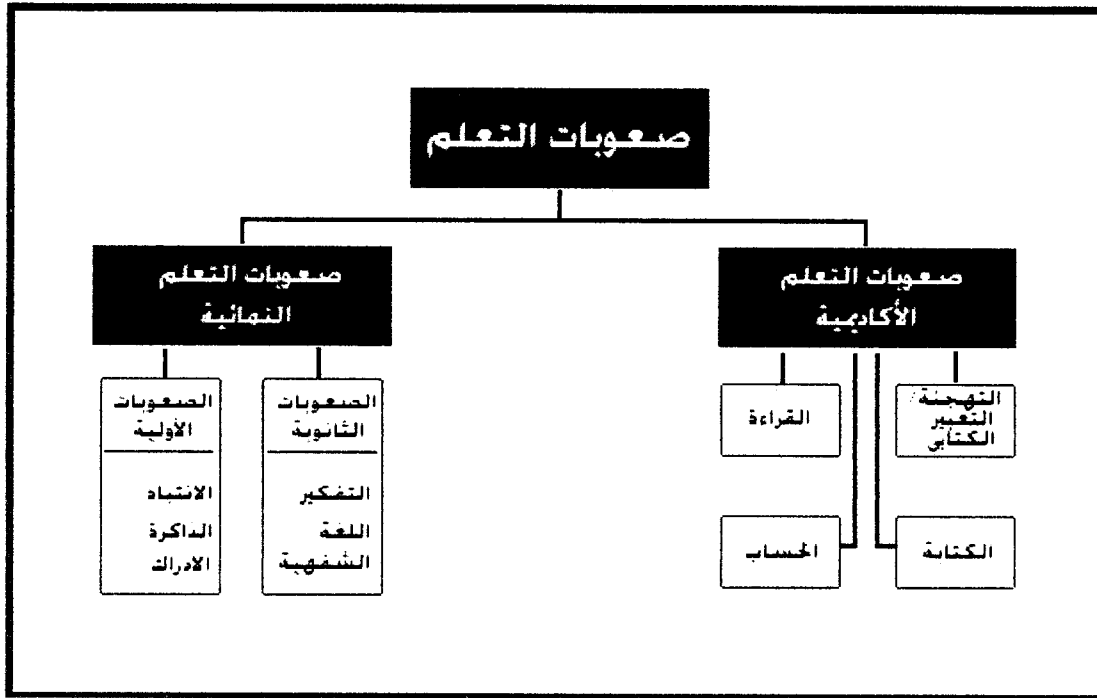 صعوبات التعلم
صعوبات التعلم
الأكاديمية
صعوبات التعلم
النمائية
التهجئة/
التعبير
الكتابي
القراءة
الكتابة
الحساب
الصعوبات
الثانوية
التفكير
اللغة
الشفهية
الصعوبات
الأولية
الانتباه
الذاكرة
الادراك